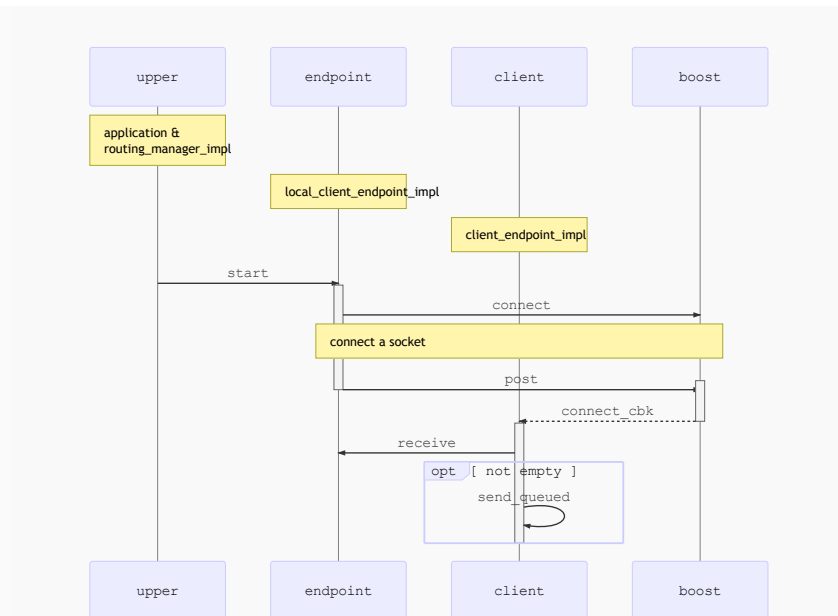 upper endpoint client boost
application &
routing_manager_impl
local_client_endpoint_impl
client_endpoint_impl
start
connect
connect a socket
post
connect_cbk
receive
opt [ not empty ]
send_queued
upper endpoint client boost